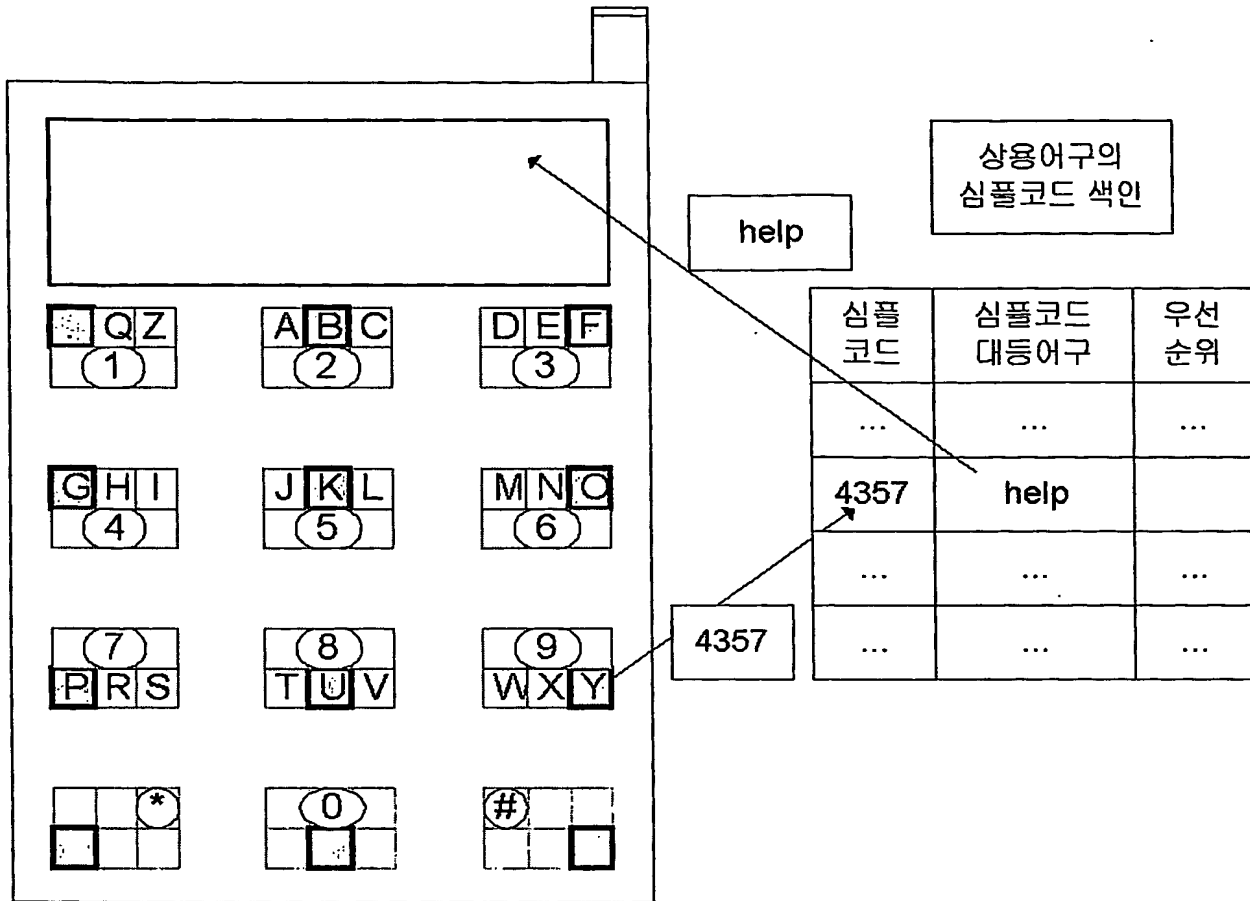 상용어구의
심플코드 색인
help
. Q Z
1
A B C
2
D E F
3
G H I
4
J K L
5
M N O
6
7
P R S
8
T U V
9
W X Y
*
0
#
4357
심플
코드
심플코드
대등어구
우선
순위
... ... ...
4357 help
... ... ...
... ... ...